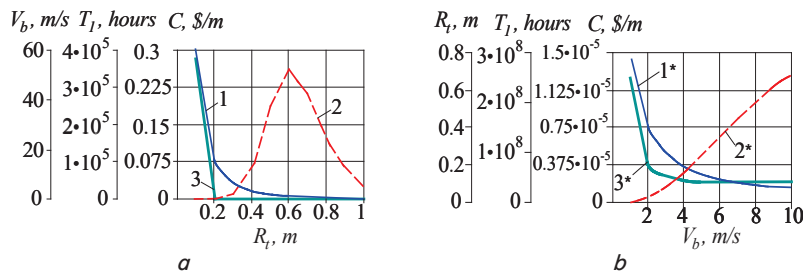 V_b, m/s T_1, hours C, $/m
60 4•10^5 0.3
3•10^5 0.225
40
2•10^5 0.15
20 1•10^5 0.075
0 0 0
1
2
3
0.2 0.4 0.6 0.8 1
R_t, m
a
R_t, m T_1, hours C, $/m
0.8 3•10^8 1.5•10^-5
0.6 1.125•10^-5
2•10^8
0.4 0.75•10^-5
1•10^8
0.2 0.375•10^-5
0 0 0
1*
2*
3*
2 4 6 8 10
V_b, m/s
b